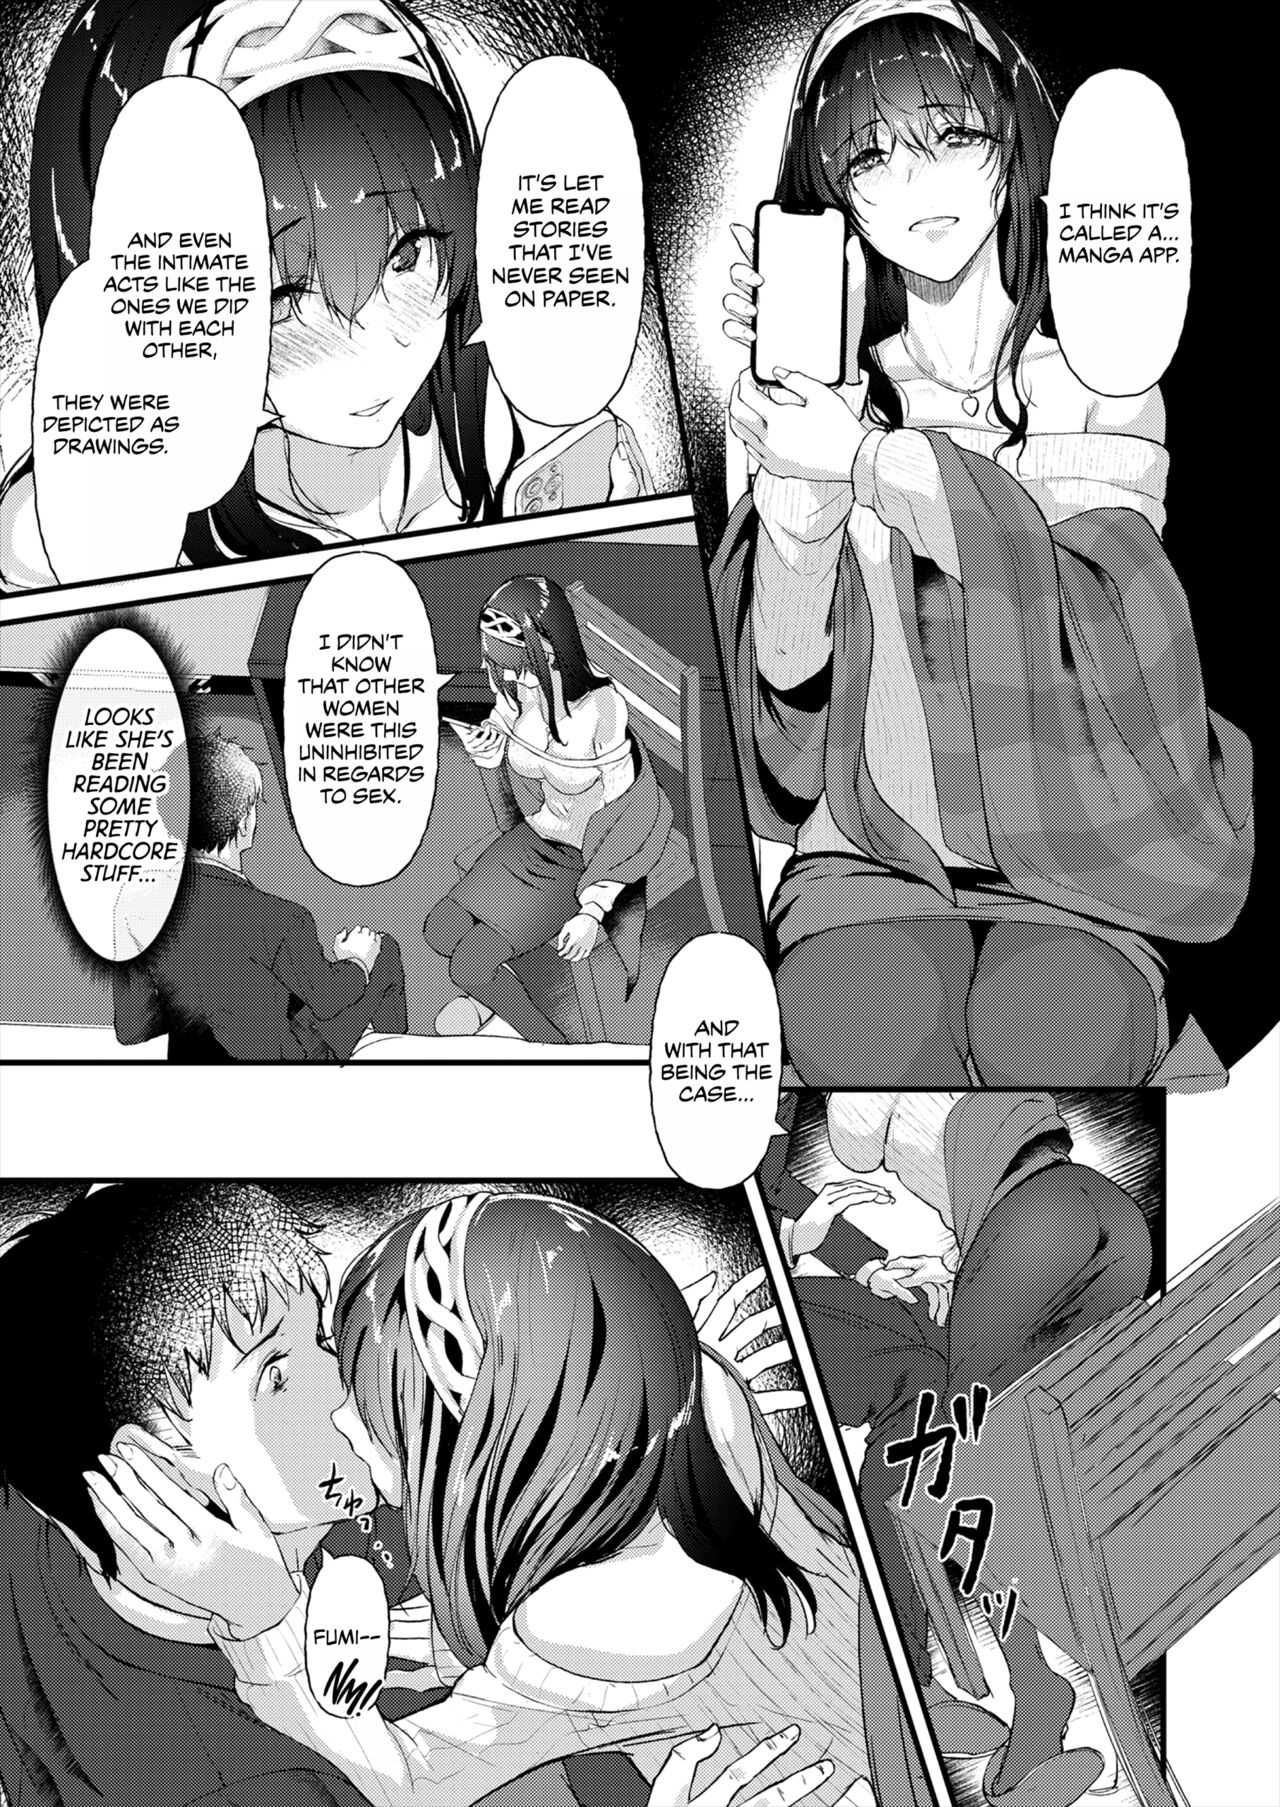 I THINK IT'S
CALLED A...
MANGA APP.
IT'S LET
ME READ
STORIES
THAT I'VE
NEVER SEEN
ON PAPER.
AND EVEN
THE INTIMATE
ACTS LIKE THE
ONES WE DID
WITH EACH
OTHER,
THEY WERE
DEPICTED AS
DRAWINGS.
I DIDN'T
KNOW
THAT OTHER
WOMEN
WERE THIS
UNINHIBITED
IN REGARDS
TO SEX.
LOOKS
LIKE SHE'S
BEEN
READING
SOME
PRETTY
HARDCORE
STUFF...
AND
WITH THAT
BEING THE
CASE...
ガタッ
ちゅっ
FUMI--
NN!!